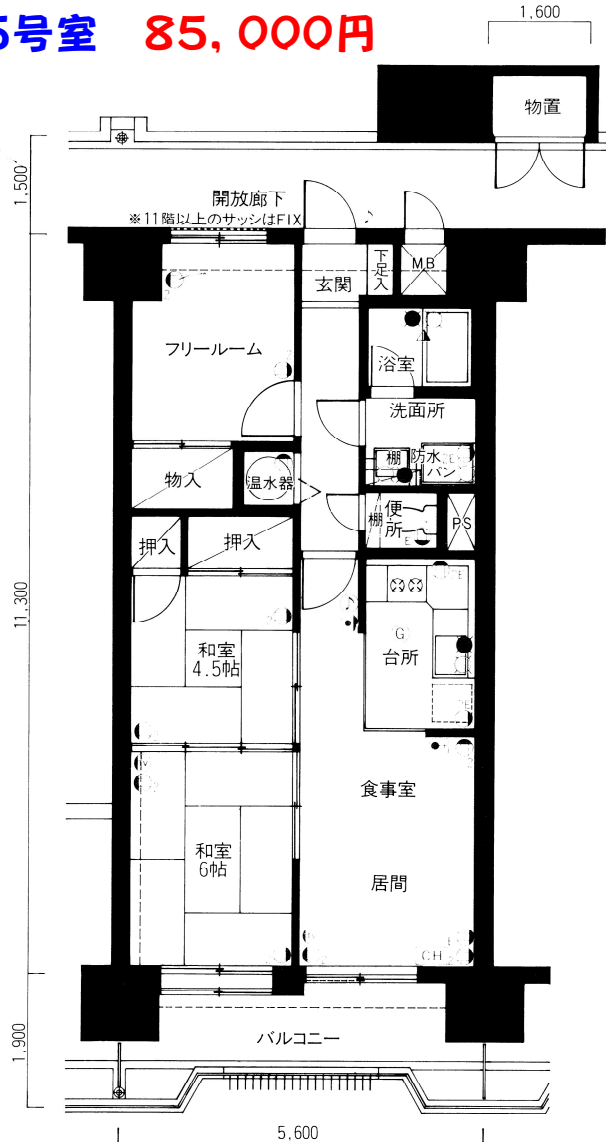 5号室 85,000円
1,600
物置
1,500
開放廊下
※11階以上のサッシはFIX
玄関
下足入
MB
フリールーム
浴室
洗面所
棚
防水パン
物入
温水器
棚
便所
PS
押入
押入
11,300
和室
4.5帖
G
台所
食事室
和室
6帖
居間
CH
1,900
バルコニー
5,600